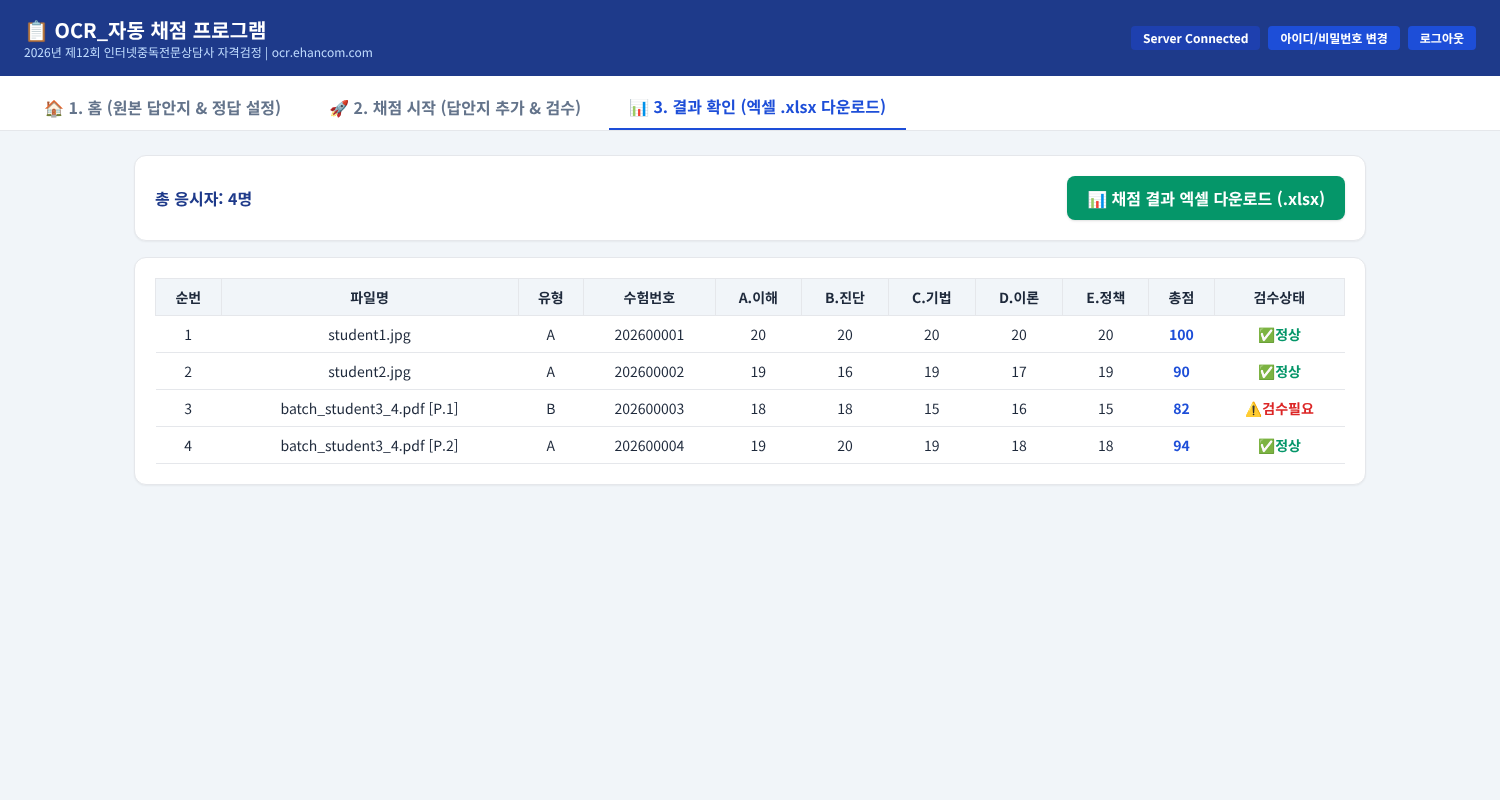 📋 OCR_자동 채점 프로그램
2026년 제12회 인터넷중독전문상담사 자격검정 | ocr.ehancom.com
Server Connected 아이디/비밀번호 변경 로그아웃
🏠 1. 홈 (원본 답안지 & 정답 설정) 🚀 2. 채점 시작 (답안지 추가 & 검수) 📊 3. 결과 확인 (엑셀 .xlsx 다운로드)
총 응시자: 4명 📊 채점 결과 엑셀 다운로드 (.xlsx)
순번 파일명 유형 수험번호 A.이해 B.진단 C.기법 D.이론 E.정책 총점 검수상태
1 student1.jpg A 202600001 20 20 20 20 20 100 ✅정상
2 student2.jpg A 202600002 19 16 19 17 19 90 ✅정상
3 batch_student3_4.pdf [P.1] B 202600003 18 18 15 16 15 82 ⚠️검수필요
4 batch_student3_4.pdf [P.2] A 202600004 19 20 19 18 18 94 ✅정상